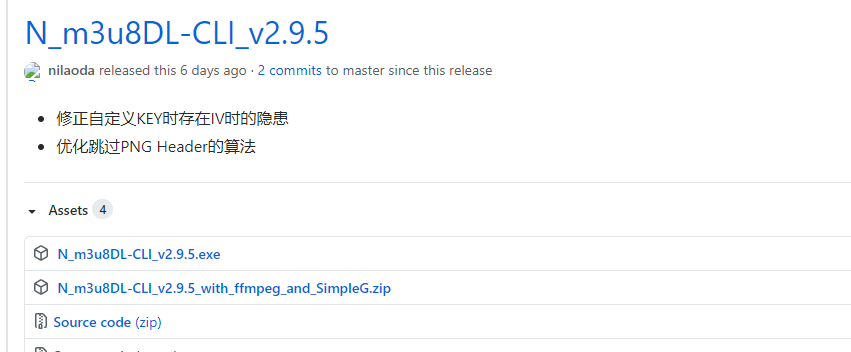 N_m3u8DL-CLI_v2.9.5
nilaoda released this 6 days ago · 2 commits to master since this release
• 修正自定义KEY时存在IV时的隐患
• 优化跳过PNG Header的算法
Assets 4
N_m3u8DL-CLI_v2.9.5.exe
N_m3u8DL-CLI_v2.9.5_with_ffmpeg_and_SimpleG.zip
Source code (zip)